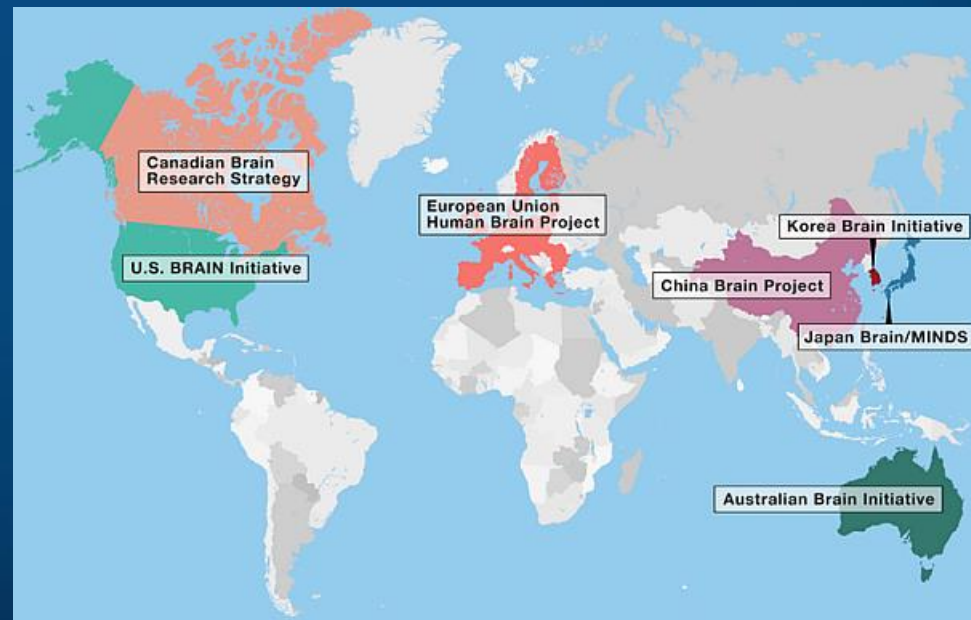 Canadian Brain
Research Strategy
European Union
Human Brain Project
Korea Brain Initiative
U.S. BRAIN Initiative
China Brain Project
Japan Brain/MINDS
Australian Brain Initiative